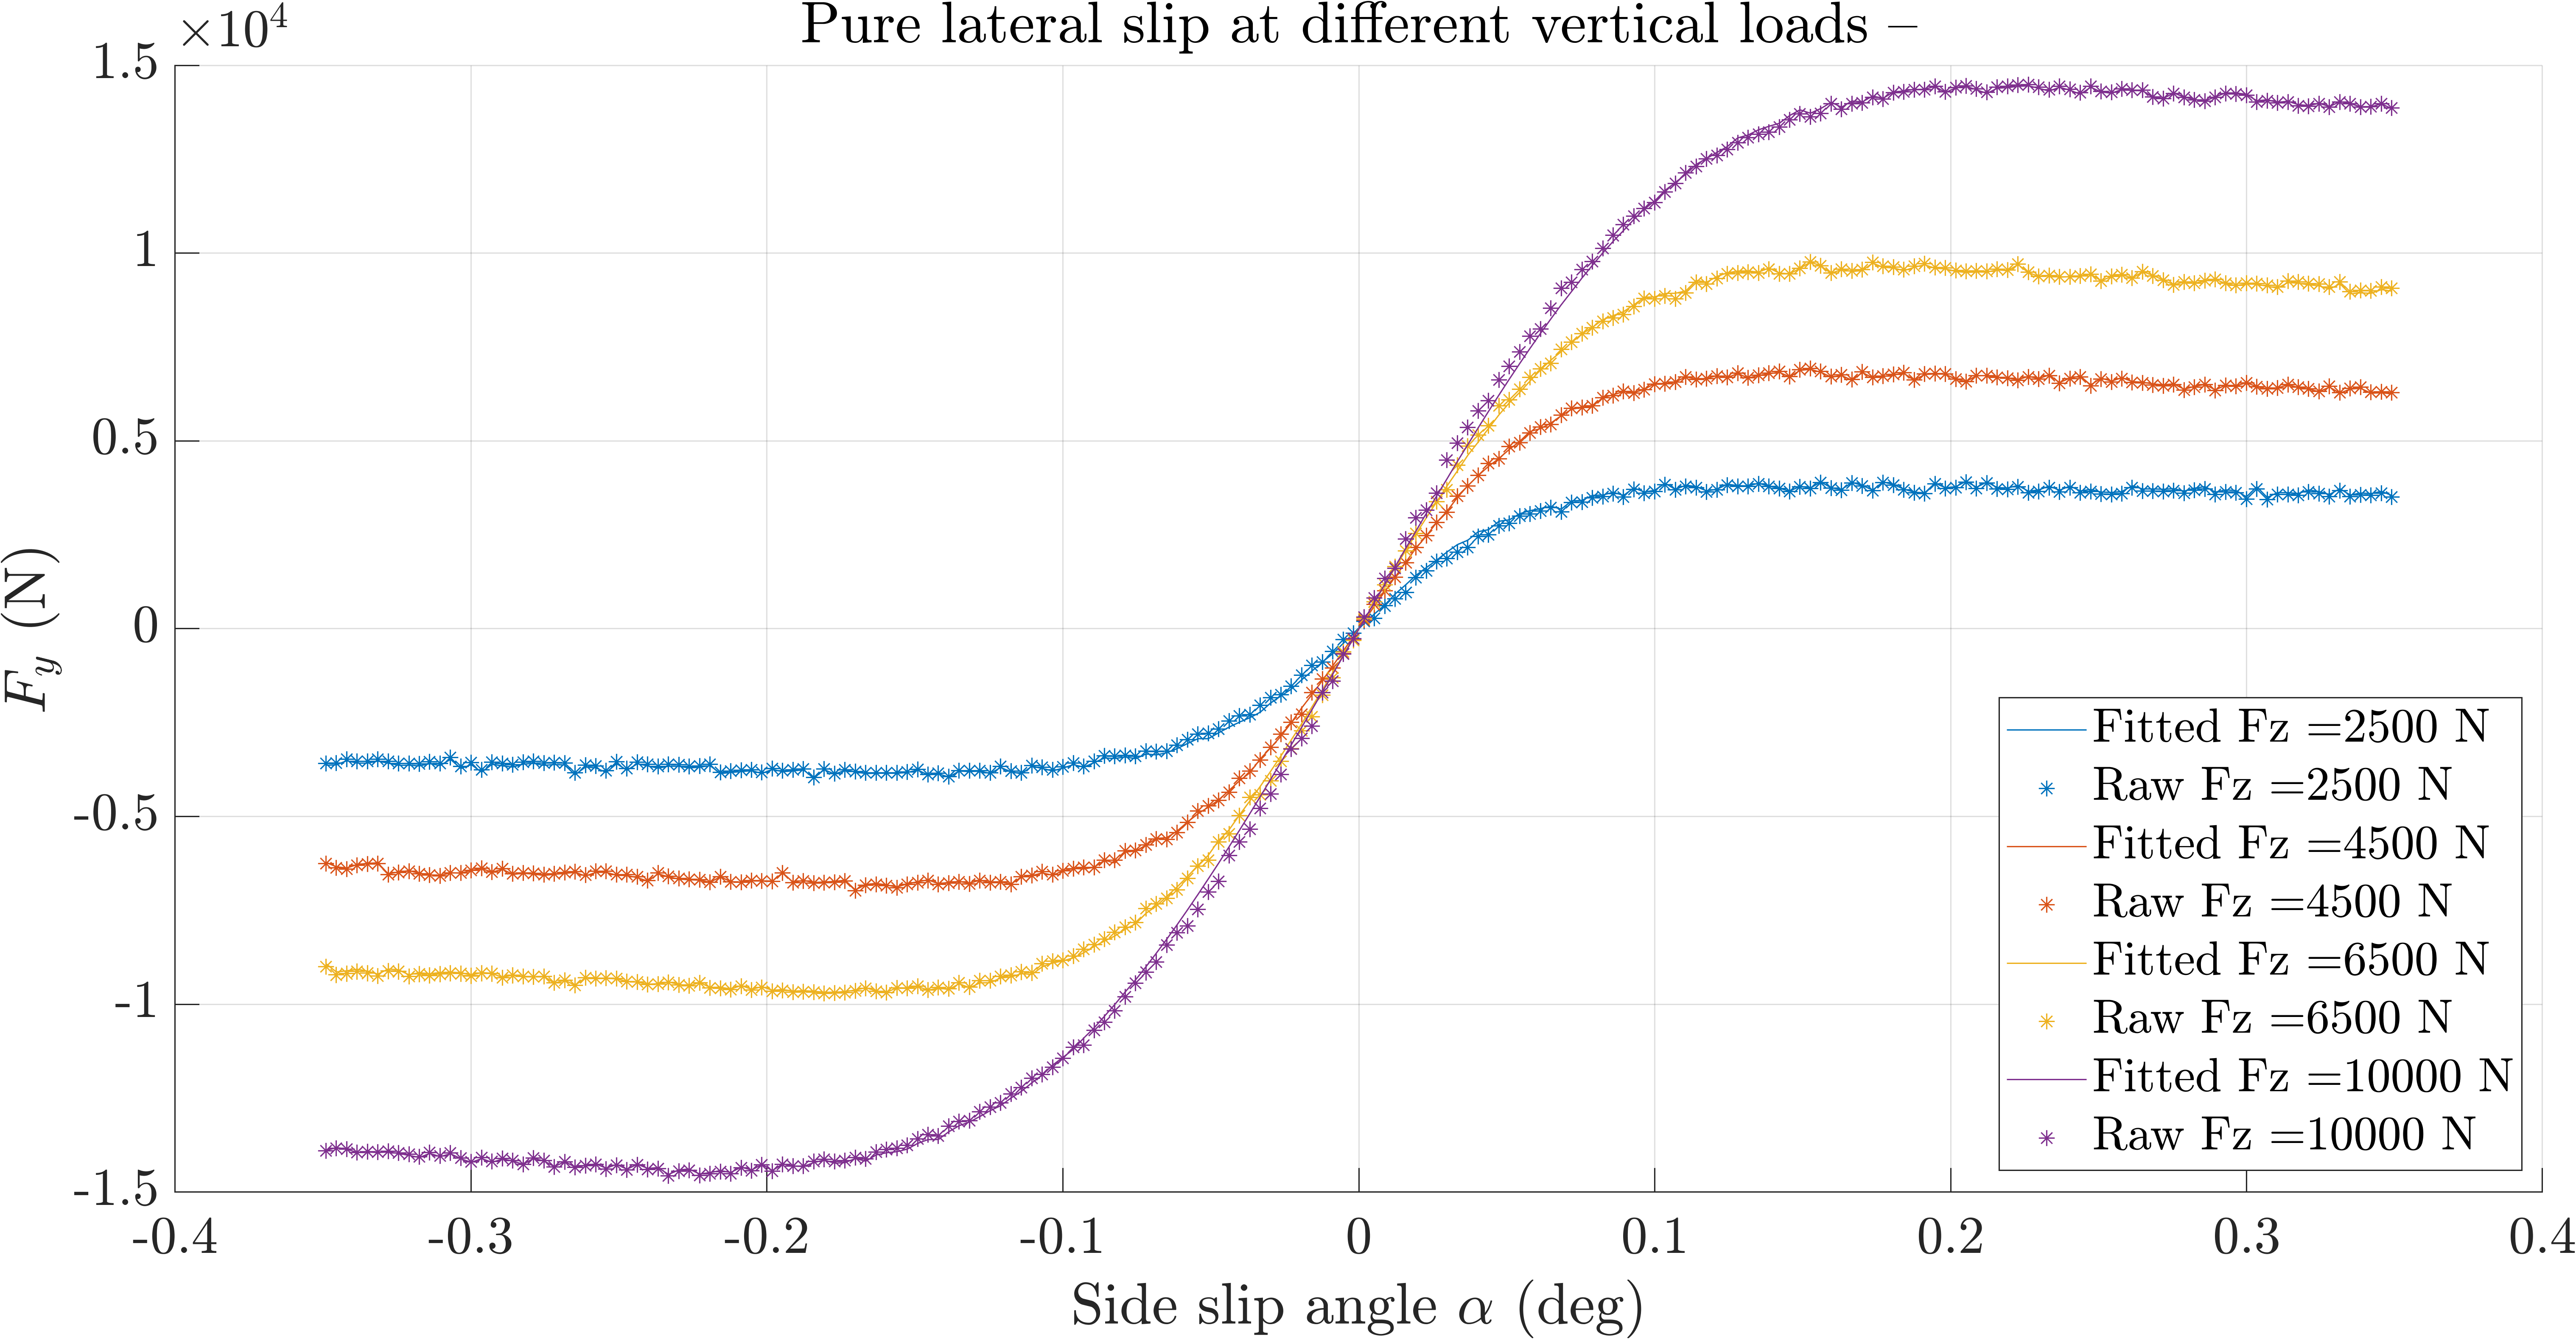 Pure lateral slip at different vertical loads –
×10⁴
1.5
1
0.5
0
-0.5
-1
-1.5
F_y (N)
-0.4 -0.3 -0.2 -0.1 0 0.1 0.2 0.3 0.4
Side slip angle α (deg)
Fitted Fz =2500 N
Raw Fz =2500 N
Fitted Fz =4500 N
Raw Fz =4500 N
Fitted Fz =6500 N
Raw Fz =6500 N
Fitted Fz =10000 N
Raw Fz =10000 N